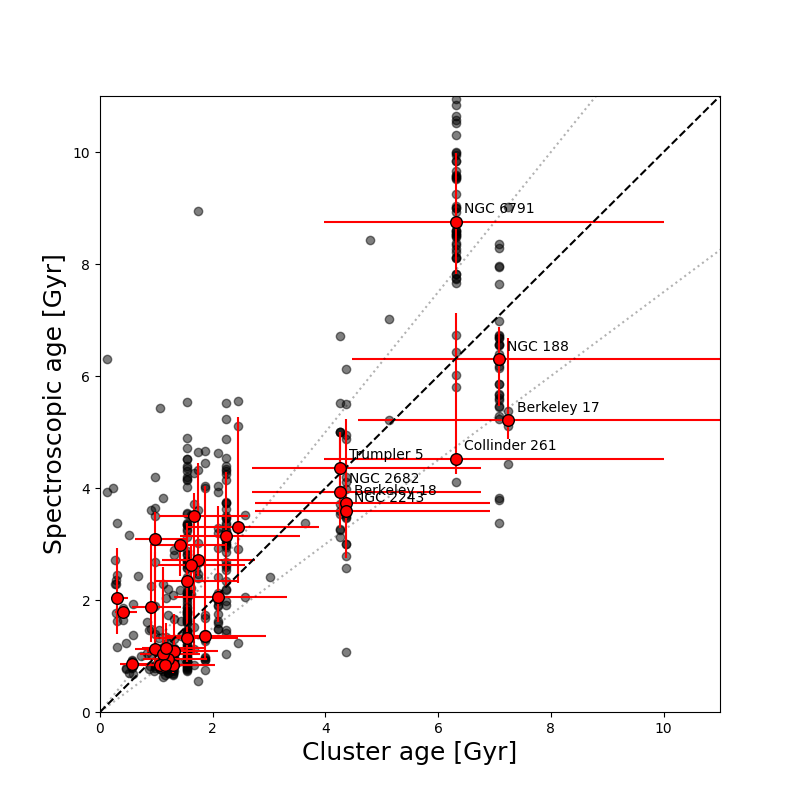 10
8
6
4
2
0
Spectroscopic age [Gyr]
NGC 6791
NGC 188
Berkeley 17
Collinder 261
Trumpler 5
NGC 2682
Berkeley 18
NGC 2243
0 2 4 6 8 10
Cluster age [Gyr]